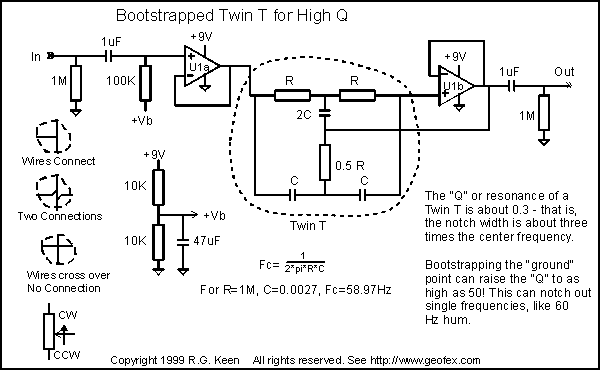 Bootstrapped Twin T for High Q
In
1uF
+9V
U1a
1M
100K
+Vb
R
R
2C
0.5 R
C
C
Twin T
+9V
U1b
1uF
Out
1M
Wires Connect
Two Connections
Wires cross over
No Connection
CW
CCW
+9V
10K
+Vb
10K
47uF
Fc= 1
2*pi*R*C
For R=1M, C=0.0027, Fc=58.97Hz
The "Q" or resonance of a
Twin T is about 0.3 - that is,
the notch width is about three
times the center frequency.
Bootstrapping the "ground"
point can raise the "Q" to as
high as 50! This can notch out
single frequencies, like 60
Hz hum.
Copyright 1999 R.G. Keen All rights reserved. See http://www.geofex.com